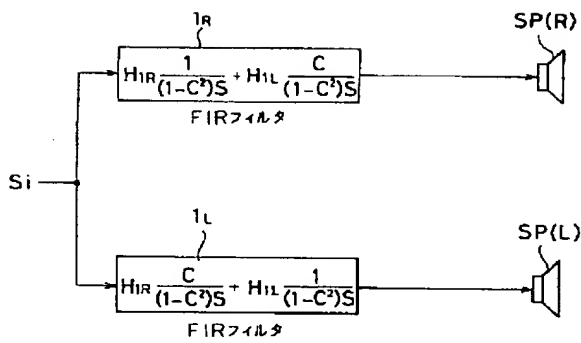 1R
SP(R)
H1R 1/(1-C²)S + H1L C/(1-C²)S
FIRフィルタ
Si
1L
SP(L)
H1R C/(1-C²)S + H1L 1/(1-C²)S
FIRフィルタ